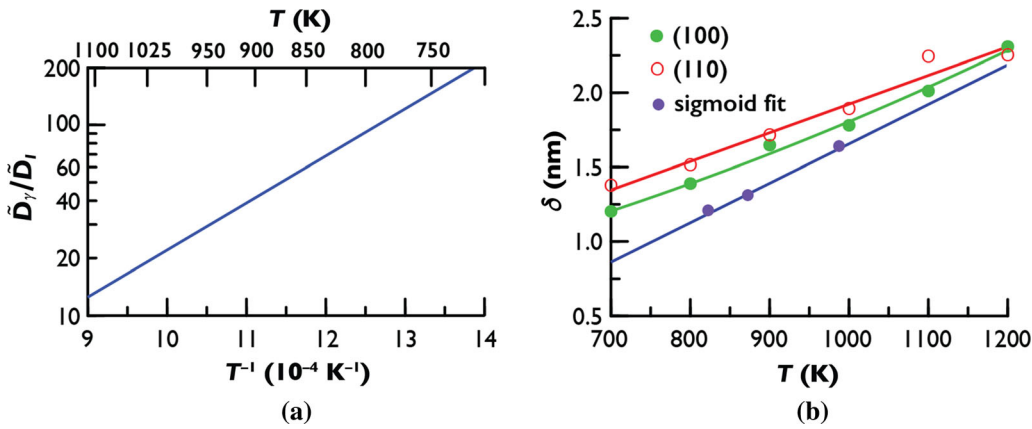 T (K)
1100 1025 950 900 850 800 750
200
100
60
40
20
10
D̃γ/D̃I
9 10 11 12 13 14
T⁻¹ (10⁻⁴ K⁻¹)
(a)
2.5
2.0
1.5
1.0
0.5
δ (nm)
(100)
(110)
sigmoid fit
700 800 900 1000 1100 1200
T (K)
(b)